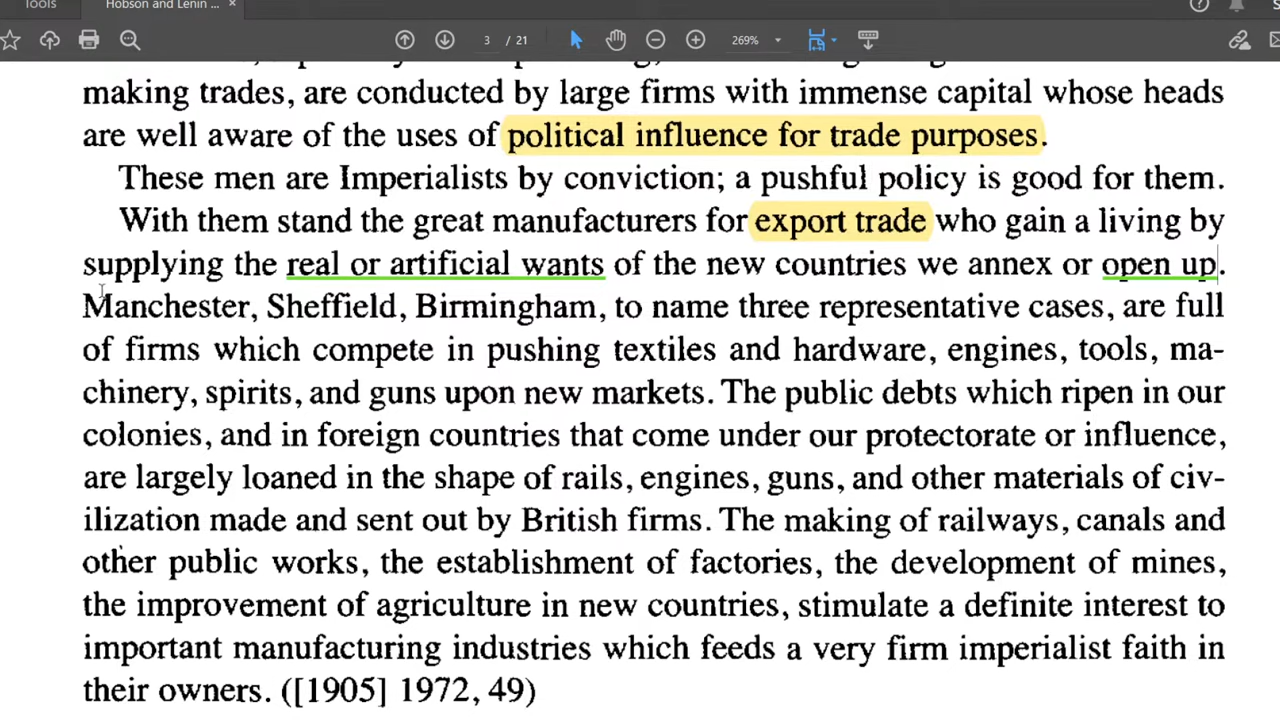 Tools
Hobson and Lenin ... ×
3 / 21
269%
making trades, are conducted by large firms with immense capital whose heads
are well aware of the uses of political influence for trade purposes.
These men are Imperialists by conviction; a pushful policy is good for them.
With them stand the great manufacturers for export trade who gain a living by
supplying the real or artificial wants of the new countries we annex or open up.
Manchester, Sheffield, Birmingham, to name three representative cases, are full
of firms which compete in pushing textiles and hardware, engines, tools, ma-
chinery, spirits, and guns upon new markets. The public debts which ripen in our
colonies, and in foreign countries that come under our protectorate or influence,
are largely loaned in the shape of rails, engines, guns, and other materials of civ-
ilization made and sent out by British firms. The making of railways, canals and
other public works, the establishment of factories, the development of mines,
the improvement of agriculture in new countries, stimulate a definite interest to
important manufacturing industries which feeds a very firm imperialist faith in
their owners. ([1905] 1972, 49)